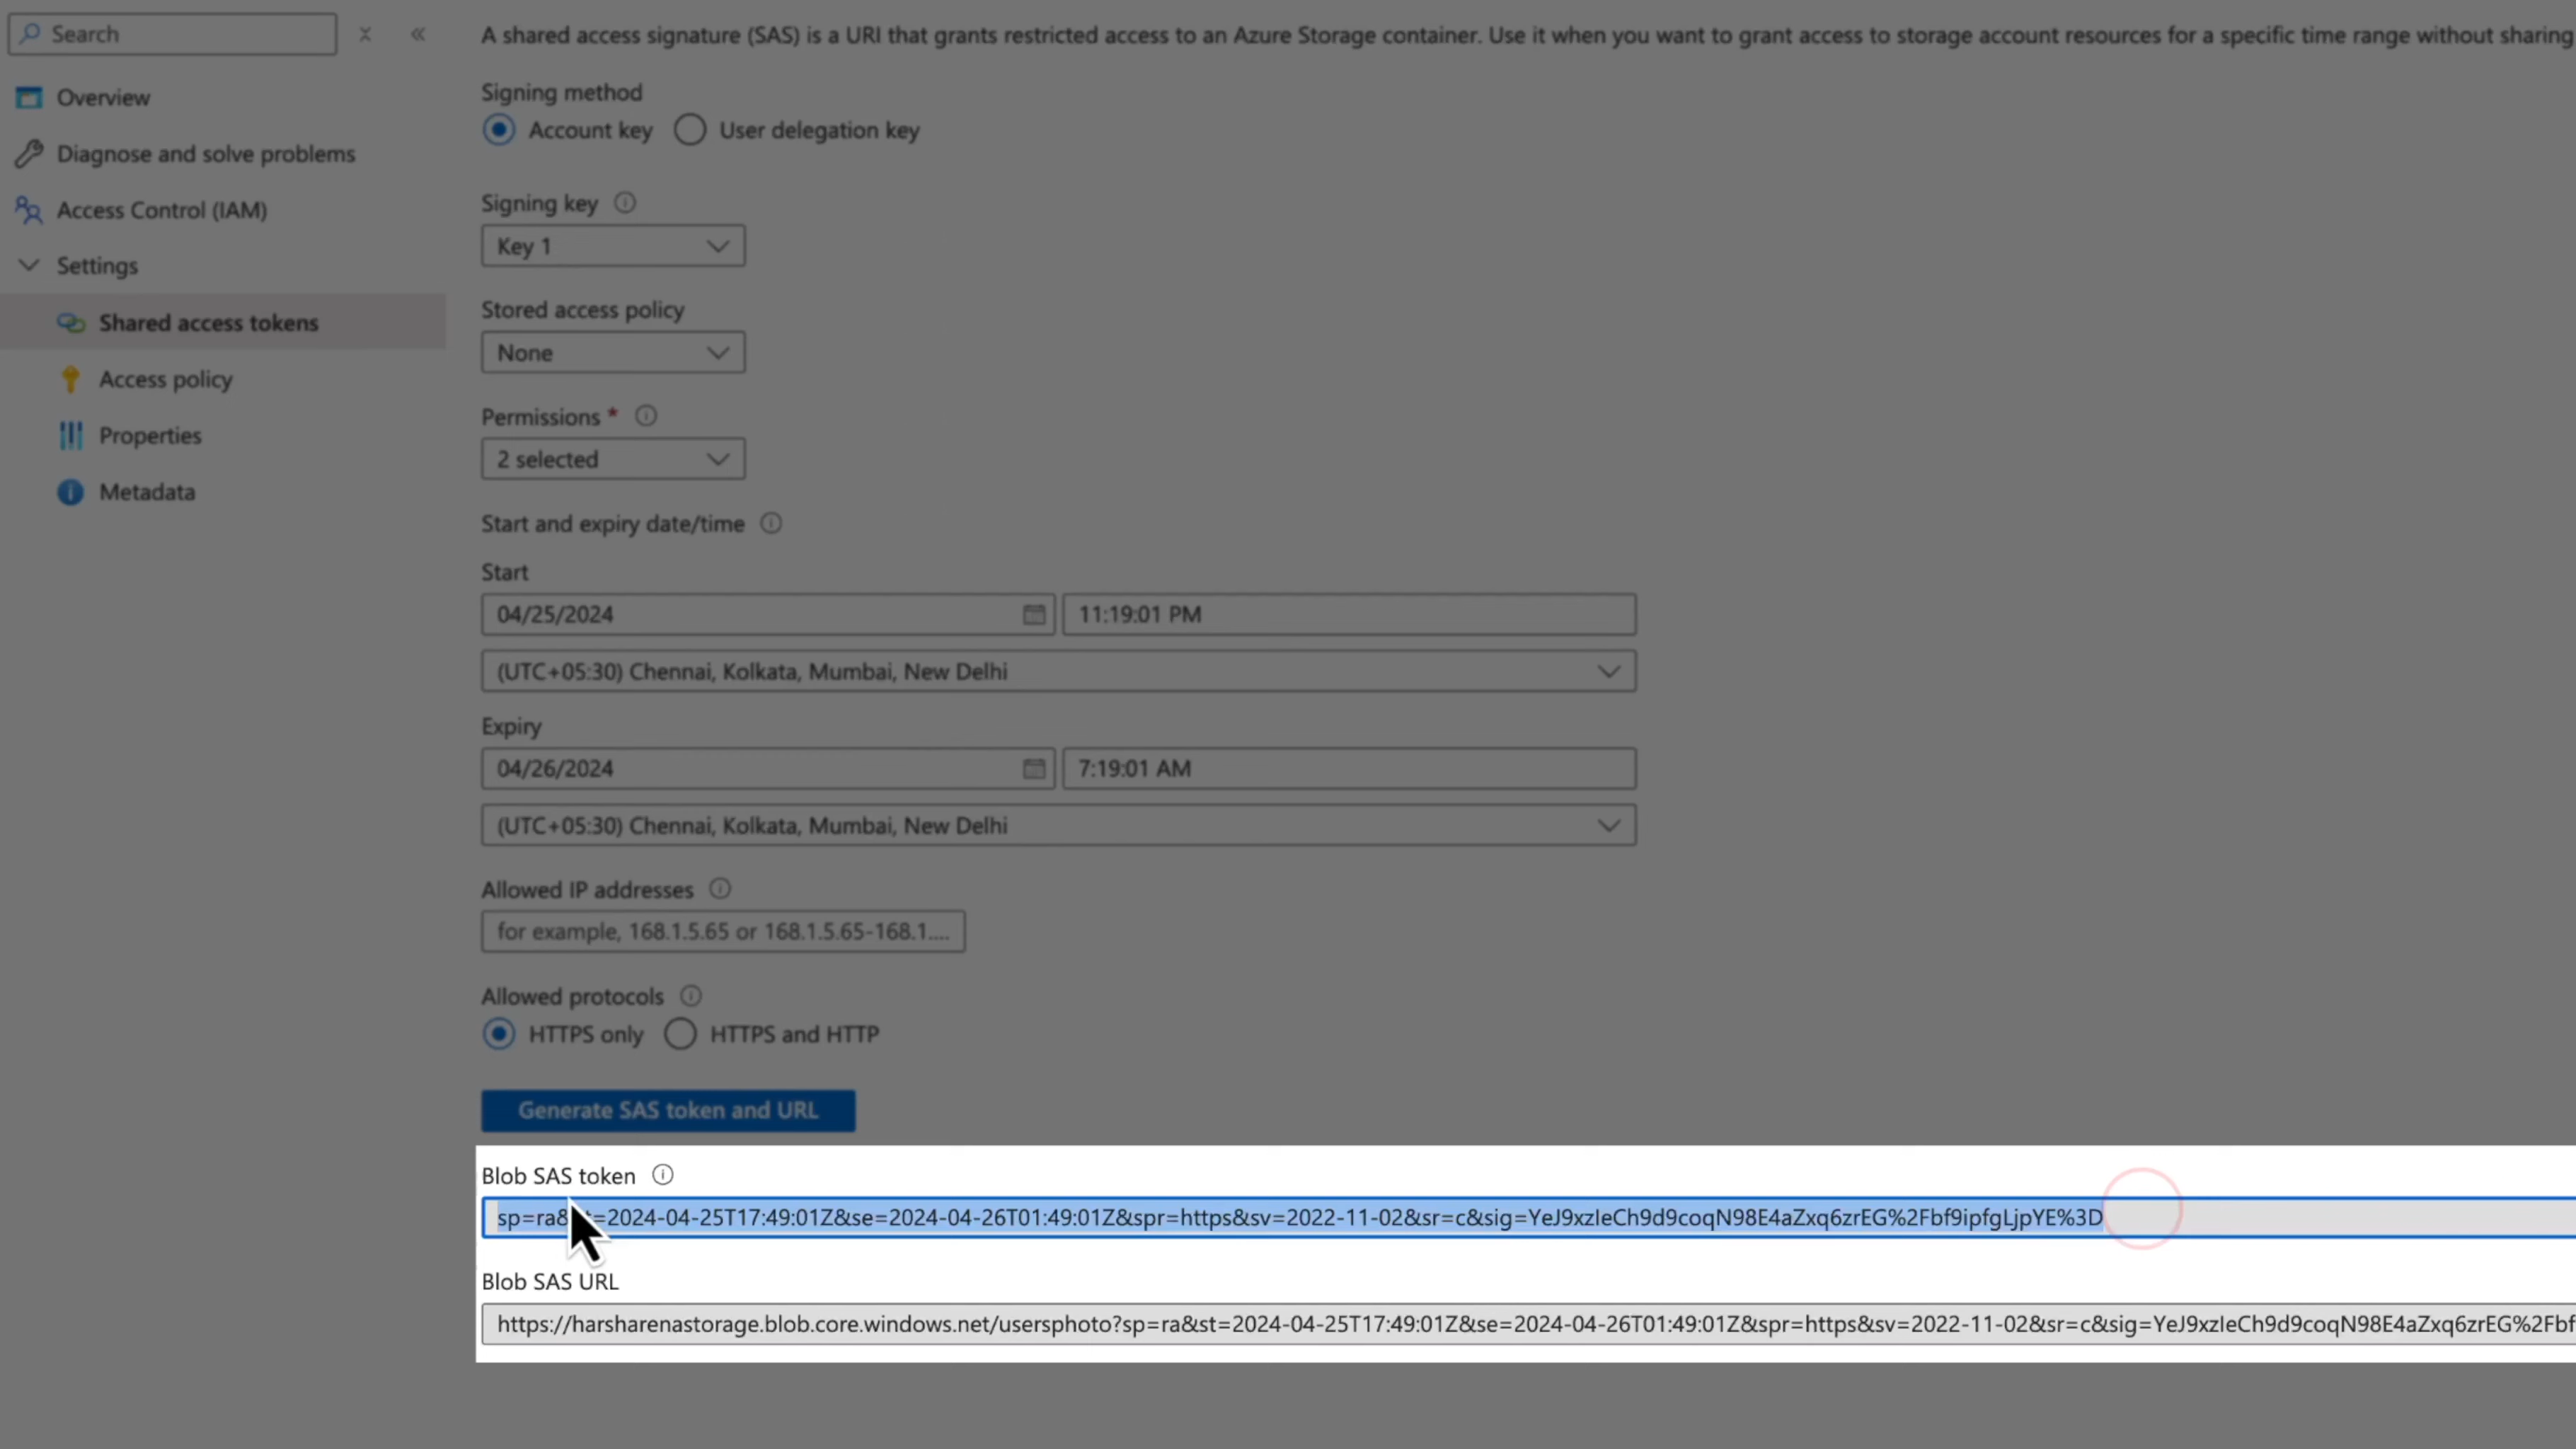 Search
Overview
Diagnose and solve problems
Access Control (IAM)
Settings
Shared access tokens
Access policy
Properties
Metadata
A shared access signature (SAS) is a URI that grants restricted access to an Azure Storage container. Use it when you want to grant access to storage account resources for a specific time range without sharing
Signing method
Account key User delegation key
Signing key
Key 1
Stored access policy
None
Permissions *
2 selected
Start and expiry date/time
Start
04/25/2024 11:19:01 PM
(UTC+05:30) Chennai, Kolkata, Mumbai, New Delhi
Expiry
04/26/2024 7:19:01 AM
(UTC+05:30) Chennai, Kolkata, Mumbai, New Delhi
Allowed IP addresses
for example, 168.1.5.65 or 168.1.5.65-168.1....
Allowed protocols
HTTPS only HTTPS and HTTP
Generate SAS token and URL
Blob SAS token
sp=ra&st=2024-04-25T17:49:01Z&se=2024-04-26T01:49:01Z&spr=https&sv=2022-11-02&sr=c&sig=YeJ9xzIeCh9d9coqN98E4aZxq6zrEG%2Fbf9ipfgLjpYE%3D
Blob SAS URL
https://harsharenastorage.blob.core.windows.net/usersphoto?sp=ra&st=2024-04-25T17:49:01Z&se=2024-04-26T01:49:01Z&spr=https&sv=2022-11-02&sr=c&sig=YeJ9xzIeCh9d9coqN98E4aZxq6zrEG%2Fbf